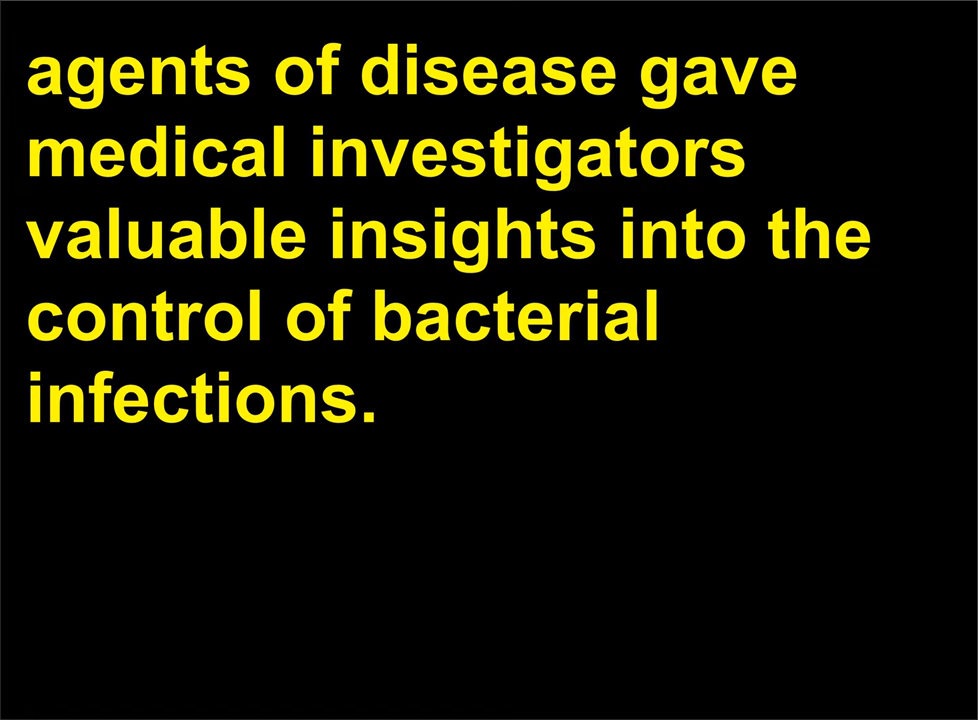 agents of disease gave
medical investigators
valuable insights into the
control of bacterial
infections.